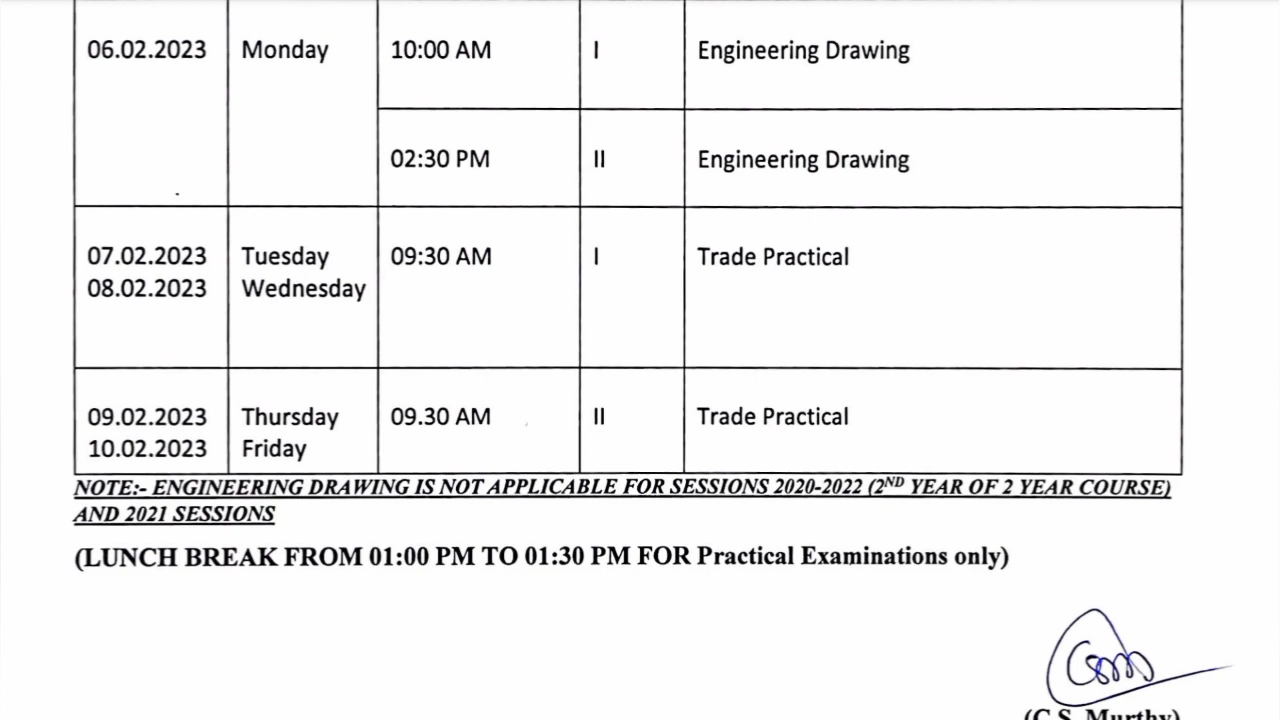 06.02.2023 Monday 10:00 AM I Engineering Drawing
02:30 PM II Engineering Drawing
07.02.2023 Tuesday 09:30 AM I Trade Practical
08.02.2023 Wednesday
09.02.2023 Thursday 09.30 AM II Trade Practical
10.02.2023 Friday
NOTE:- ENGINEERING DRAWING IS NOT APPLICABLE FOR SESSIONS 2020-2022 (2ND YEAR OF 2 YEAR COURSE)
AND 2021 SESSIONS
(LUNCH BREAK FROM 01:00 PM TO 01:30 PM FOR Practical Examinations only)
(C.S. Murthy)